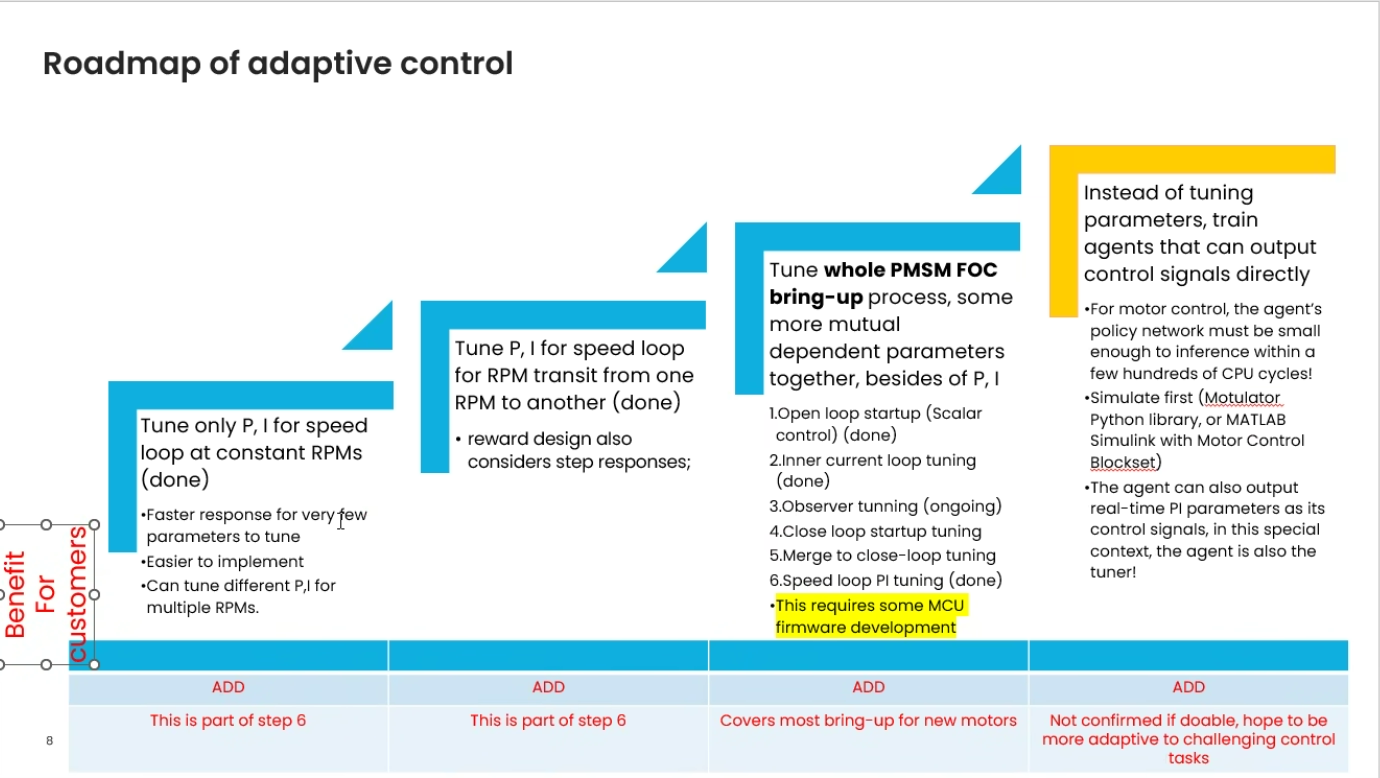 Roadmap of adaptive control
Tune only P, I for speed
loop at constant RPMs
(done)
•Faster response for very few
parameters to tune
•Easier to implement
•Can tune different P,I for
multiple RPMs.
Tune P, I for speed loop
for RPM transit from one
RPM to another (done)
• reward design also
considers step responses;
Tune whole PMSM FOC
bring-up process, some
more mutual
dependent parameters
together, besides of P, I
1.Open loop startup (Scalar
control) (done)
2.Inner current loop tuning
(done)
3.Observer tunning (ongoing)
4.Close loop startup tuning
5.Merge to close-loop tuning
6.Speed loop PI tuning (done)
•This requires some MCU
firmware development
Instead of tuning
parameters, train
agents that can output
control signals directly
•For motor control, the agent's
policy network must be small
enough to inference within a
few hundreds of CPU cycles!
•Simulate first (Motulator
Python library, or MATLAB
Simulink with Motor Control
Blockset)
•The agent can also output
real-time PI parameters as its
control signals, in this special
context, the agent is also the
tuner!
Benefit
For
customers
ADD
ADD
ADD
ADD
This is part of step 6
This is part of step 6
Covers most bring-up for new motors
Not confirmed if doable, hope to be
more adaptive to challenging control
tasks
8